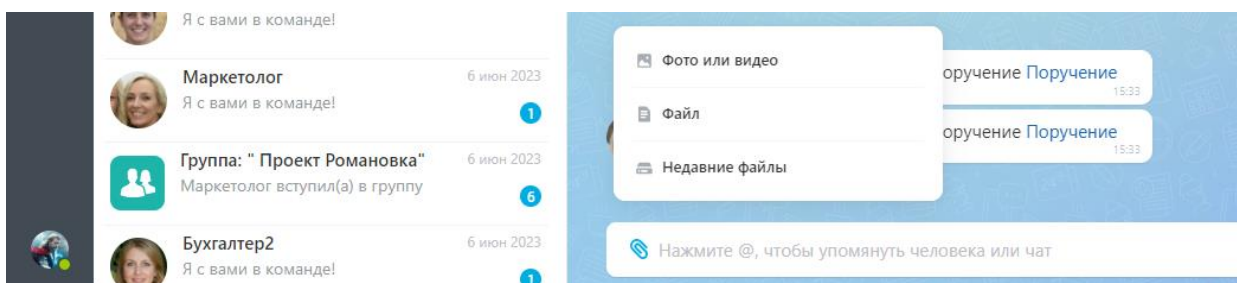 Я с вами в команде!
Маркетолог
6 июн 2023
Я с вами в команде!
1
Группа: " Проект Романовка"
6 июн 2023
Маркетолог вступил(а) в группу
6
Бухгалтер2
6 июн 2023
Я с вами в команде!
1
Фото или видео
Файл
Недавние файлы
оручение Поручение
15:33
оручение Поручение
15:33
Нажмите @, чтобы упомянуть человека или чат